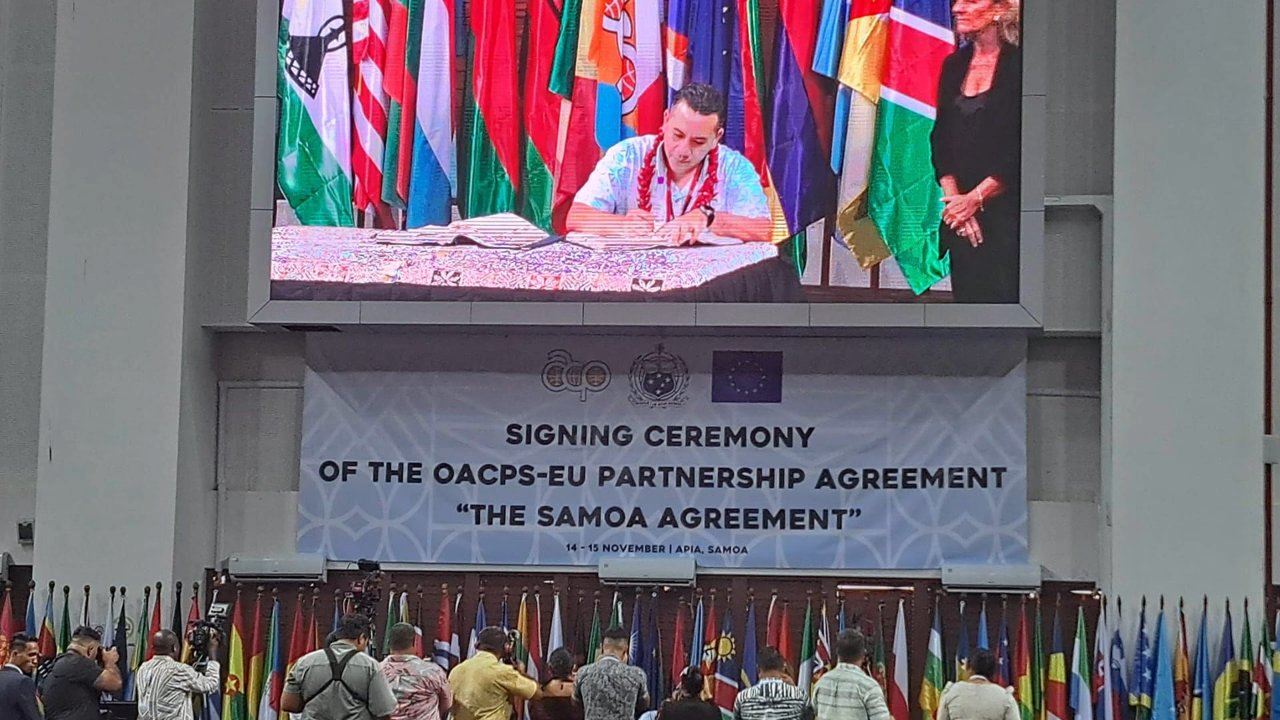 acp
SIGNING CEREMONY
OF THE OACPS-EU PARTNERSHIP AGREEMENT
“THE SAMOA AGREEMENT”
14 - 15 NOVEMBER | APIA, SAMOA